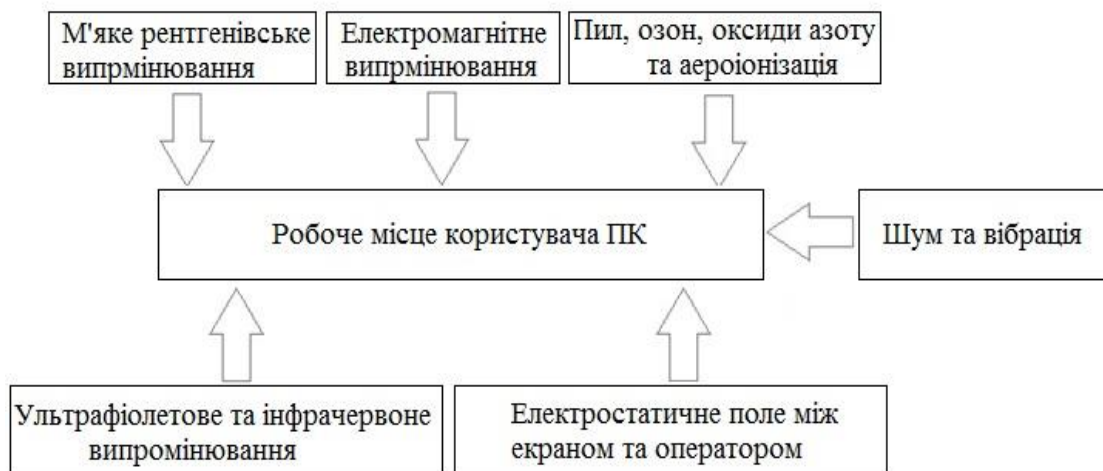 М'яке рентгенівське
випрмінювання
Електромагнітне
випрмінювання
Пил, озон, оксиди азоту
та аероіонізація
Робоче місце користувача ПК
Шум та вібрація
Ультрафіолетове та інфрачервоне
випромінювання
Електростатичне поле між
екраном та оператором